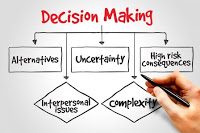 Decision Making
Alternatives
Uncertainty
High risk
consequences
Interpersonal
issues
Complexity